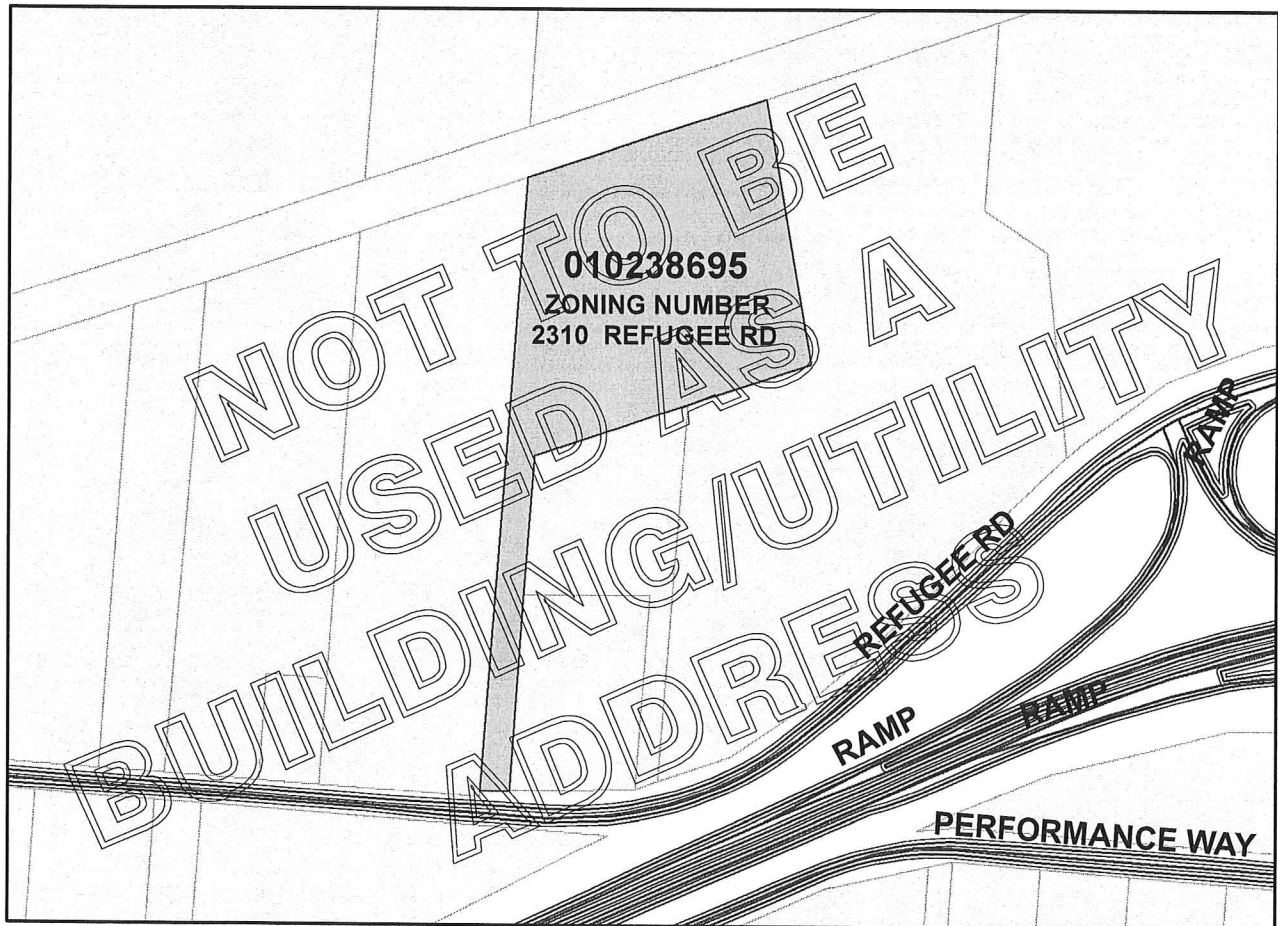 NOT TO BE
USED AS A
BUILDING/UTILITY
ADDRESS
010238695
ZONING NUMBER
2310 REFUGEE RD
RAMP
REFUGEE RD
RAMP
RAMP
PERFORMANCE WAY